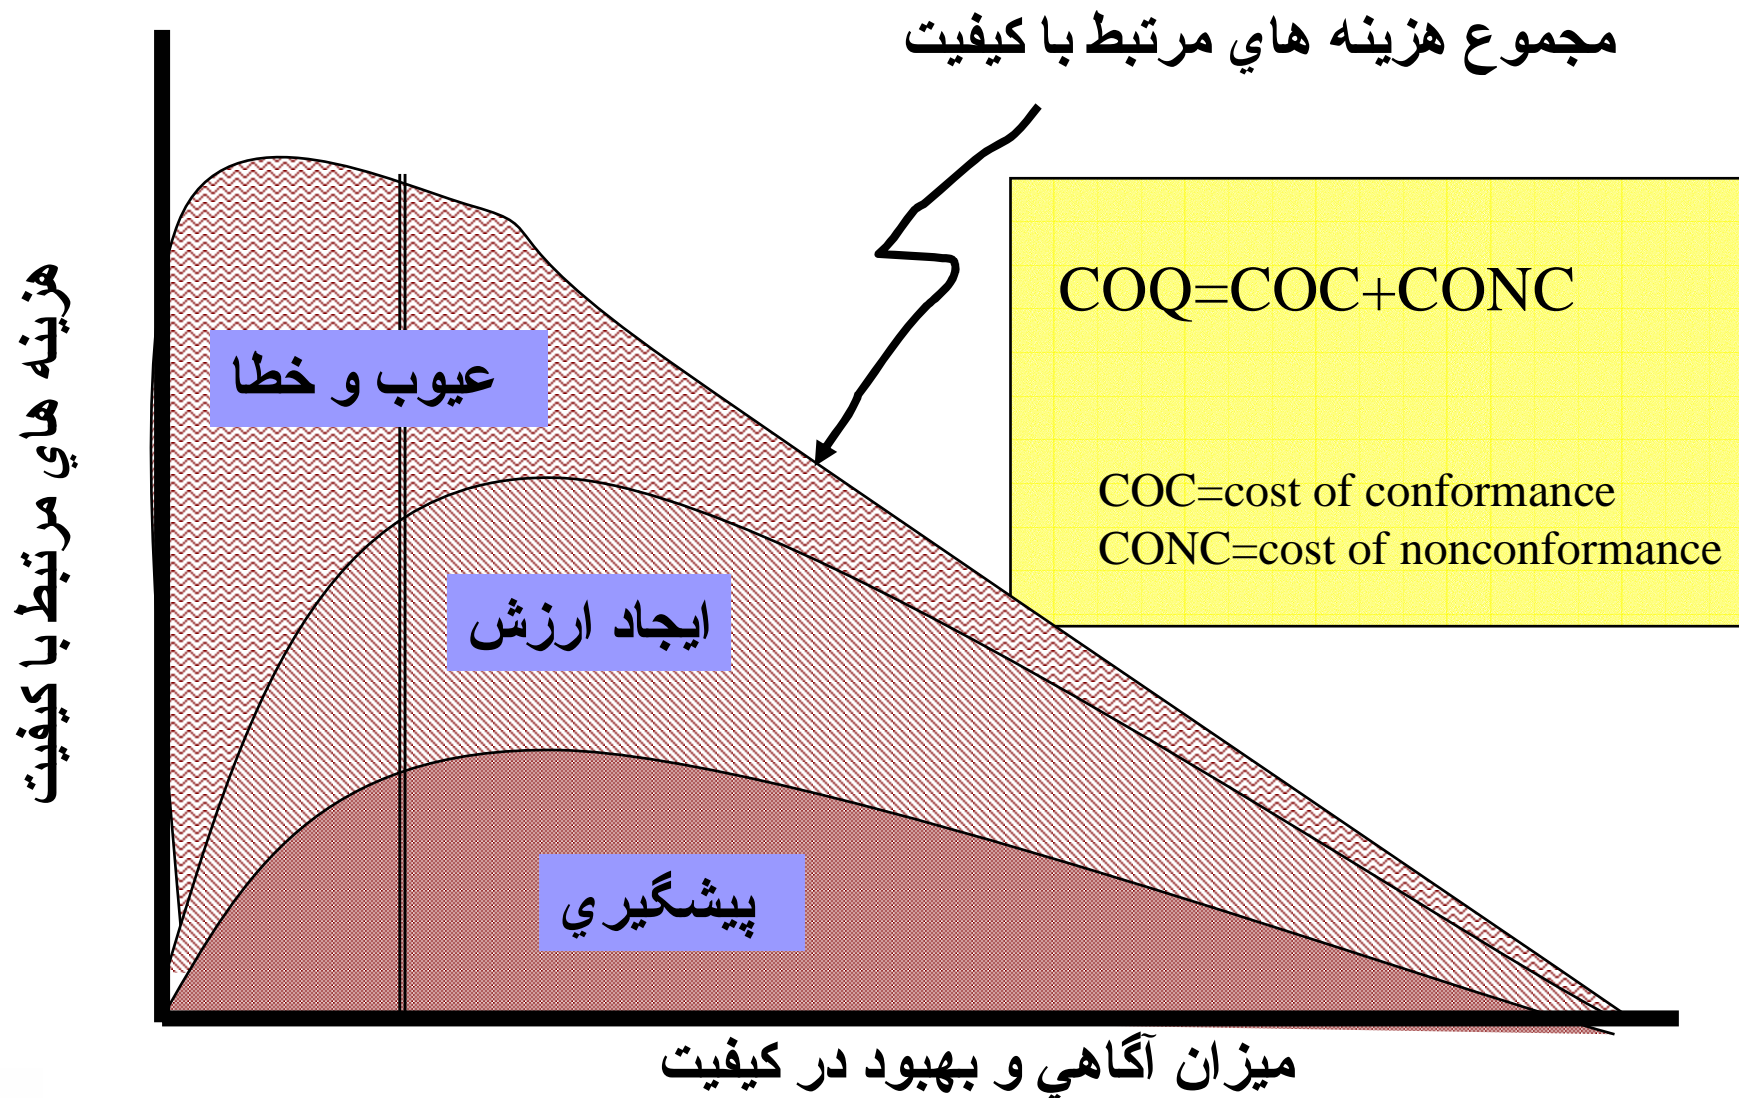 مجموع هزينه هاي مرتبط با كيفيت
هزينه هاي مرتبط با كيفيت
COQ=COC+CONC
عيوب و خطا
COC=cost of conformance
CONC=cost of nonconformance
ايجاد ارزش
پيشگيري
ميزان آگاهي و بهبود در كيفيت